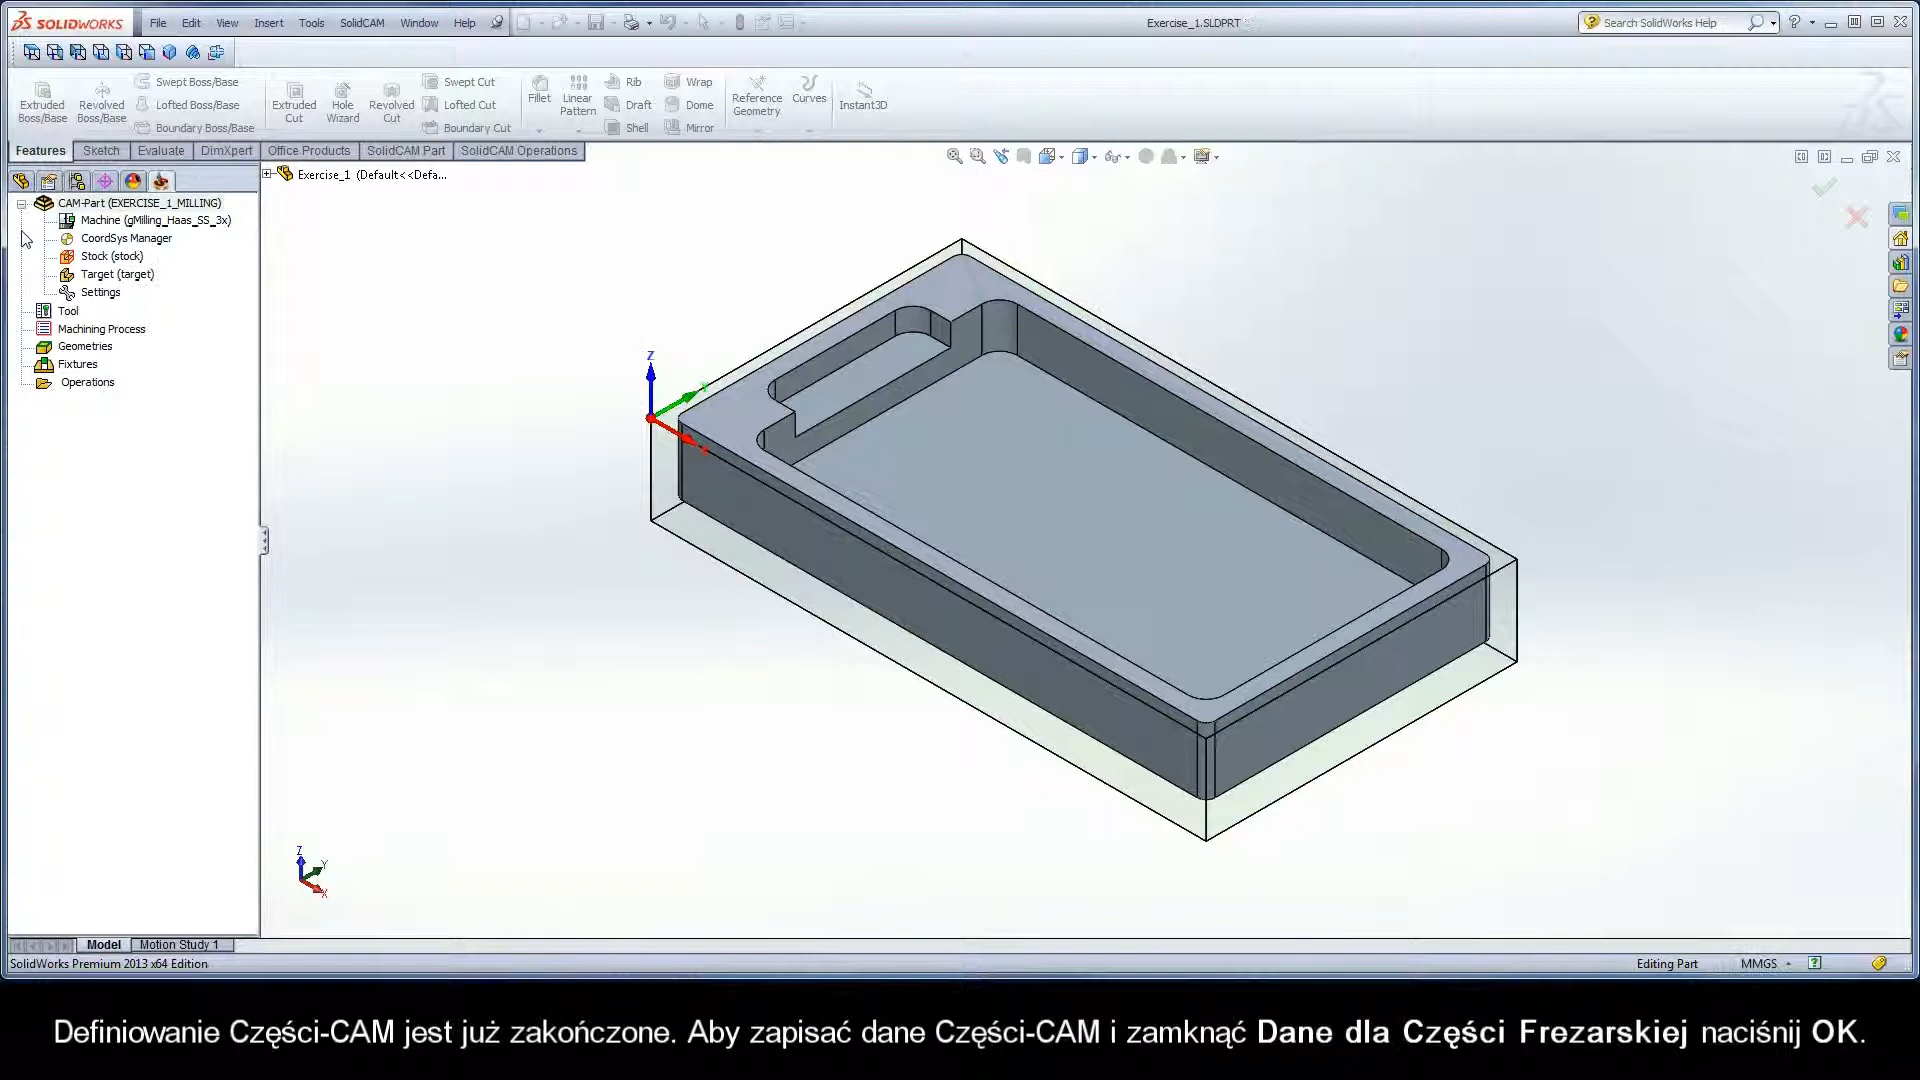 SOLIDWORKS File Edit View Insert Tools SolidCAM Window Help Exercise_1.SLDPRT Search SolidWorks Help
Extruded Boss/Base
Revolved Boss/Base
Swept Boss/Base
Lofted Boss/Base
Boundary Boss/Base
Extruded Cut
Hole Wizard
Revolved Cut
Swept Cut
Lofted Cut
Boundary Cut
Fillet
Linear Pattern
Rib
Draft
Shell
Wrap
Dome
Mirror
Reference Geometry
Curves
Instant3D
Features Sketch Evaluate DimXpert Office Products SolidCAM Part SolidCAM Operations
Exercise_1 (Default<<Defa...
CAM-Part (EXERCISE_1_MILLING)
Machine (gMilling_Haas_SS_3x)
CoordSys Manager
Stock (stock)
Target (target)
Settings
Tool
Machining Process
Geometries
Fixtures
Operations
Z
Y
X
Z
Y
X
Model Motion Study 1
SolidWorks Premium 2013 x64 Edition Editing Part MMGS
Definiowanie Części-CAM jest już zakończone. Aby zapisać dane Części-CAM i zamknąć Dane dla Części Frezarskiej naciśnij OK.